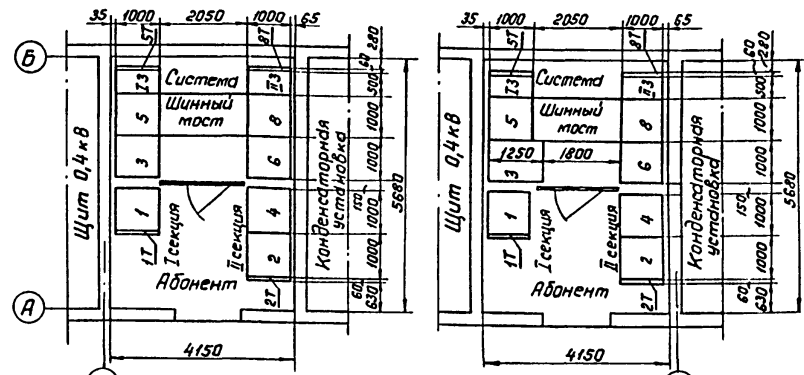 35 1000 2050 1000 65
5Т 8Т
Б
Щит 0,4 кВ
I3 Система II3
Шинный
мост
5 8
3 6
1 4
2
1Т
2Т
I секция
II секция
Абонент
Конденсаторная
установка
280
60
500
1000
1000
150
1000
1000
60
630
5680
А
4150
35 1000 2050 1000 65
5Т 8Т
Щит 0,4 кВ
I3 Система II3
Шинный
мост
5 8
1250 1800
3 6
1 4
2
1Т
2Т
I секция
II секция
Абонент
Конденсаторная
установка
60
280
500
1000
1000
150
1000
1000
60
630
5680
4150